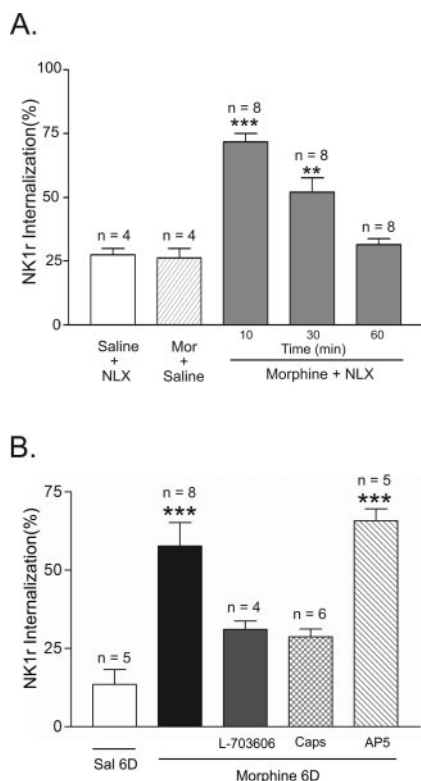 A.
NK1r Internalization(%)
100
75
50
25
0
n = 4
n = 4
n = 8
***
n = 8
**
n = 8
Saline
+
NLX
Mor
+
Saline
10
30
60
Time (min)
Morphine + NLX
B.
NK1r Internalization(%)
75
50
25
0
n = 5
n = 8
***
n = 4
n = 6
n = 5
***
L-703606
Caps
AP5
Sal 6D
Morphine 6D